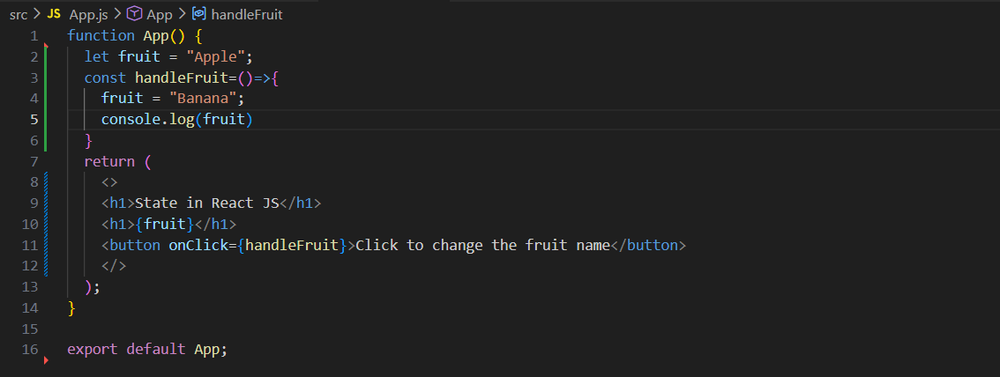 src > JS App.js > App > handleFruit
1 function App() {
2   let fruit = "Apple";
3   const handleFruit=()=>{
4     fruit = "Banana";
5     console.log(fruit)
6   }
7   return (
8     <>
9     <h1>State in React JS</h1>
10     <h1>{fruit}</h1>
11     <button onClick={handleFruit}>Click to change the fruit name</button>
12     </>
13   );
14 }
15
16 export default App;